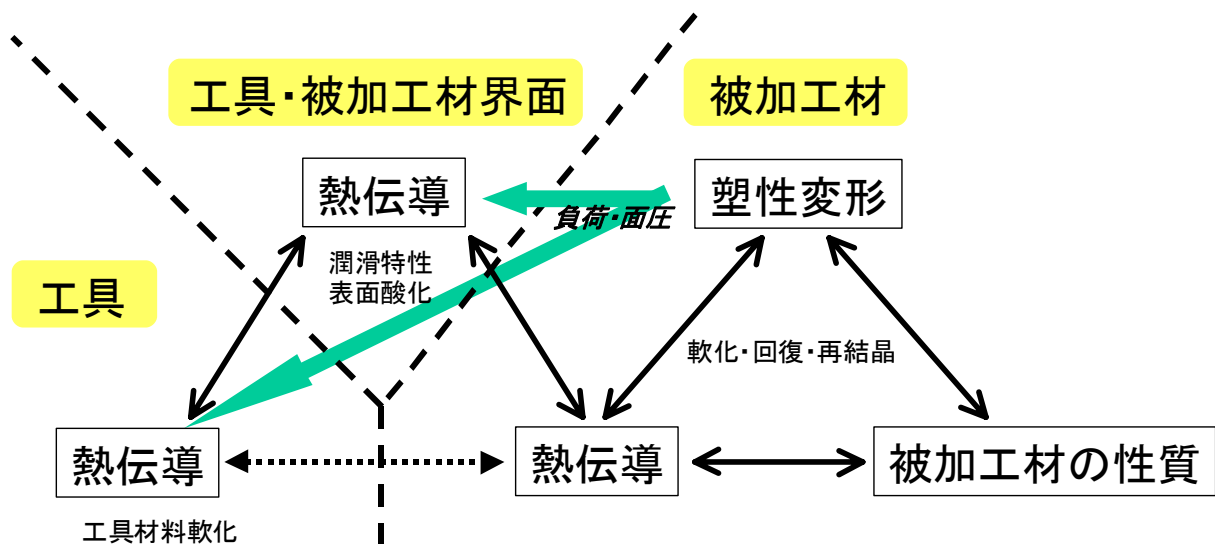 工具・被加工材界面
被加工材
熱伝導
塑性変形
負荷・面圧
潤滑特性
表面酸化
工具
軟化・回復・再結晶
熱伝導
熱伝導
被加工材の性質
工具材料軟化